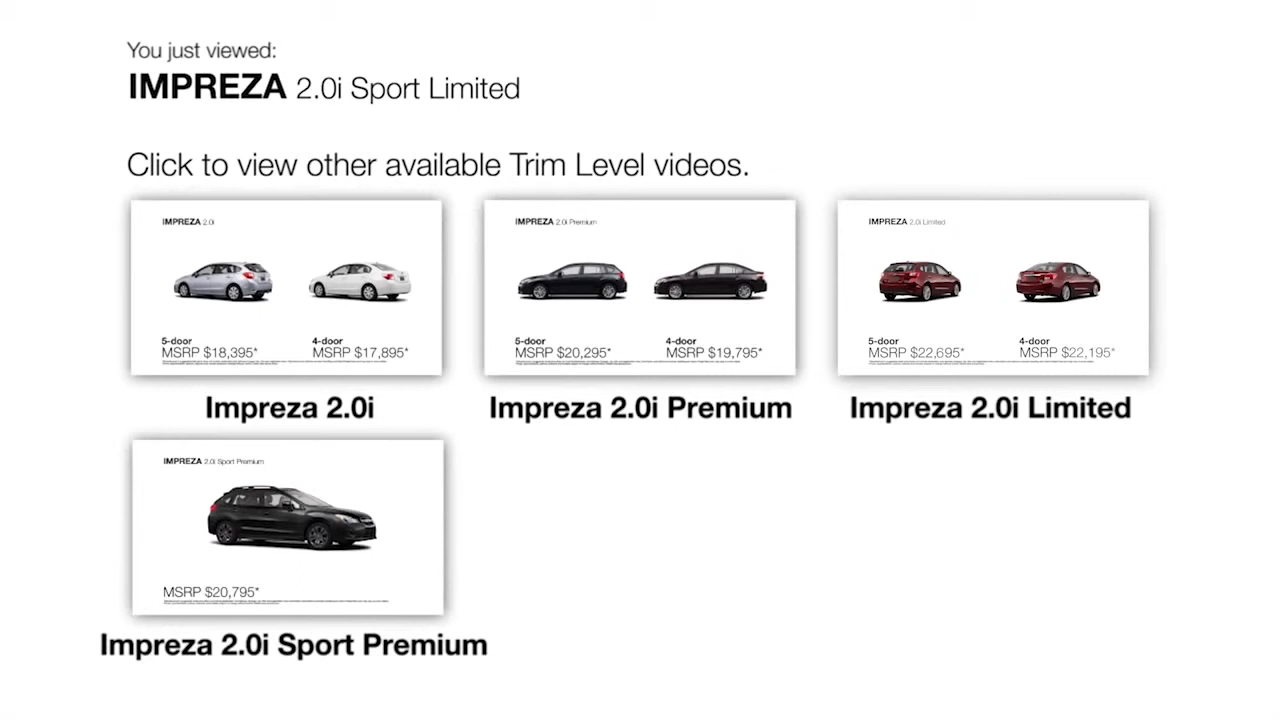 You just viewed:
IMPREZA 2.0i Sport Limited
Click to view other available Trim Level videos.
IMPREZA 2.0i
5-door
MSRP $18,395*
4-door
MSRP $17,895*
Impreza 2.0i
IMPREZA 2.0i Premium
5-door
MSRP $20,295*
4-door
MSRP $19,795*
Impreza 2.0i Premium
IMPREZA 2.0i Limited
5-door
MSRP $22,695*
4-door
MSRP $22,195*
Impreza 2.0i Limited
IMPREZA 2.0i Sport Premium
MSRP $20,795*
Impreza 2.0i Sport Premium